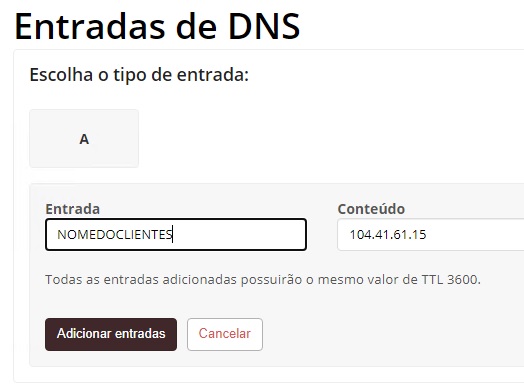 Entradas de DNS
Escolha o tipo de entrada:
A
Entrada Conteúdo
NOMEDOCLIENTES 104.41.61.15
Todas as entradas adicionadas possuirão o mesmo valor de TTL 3600.
Adicionar entradas Cancelar